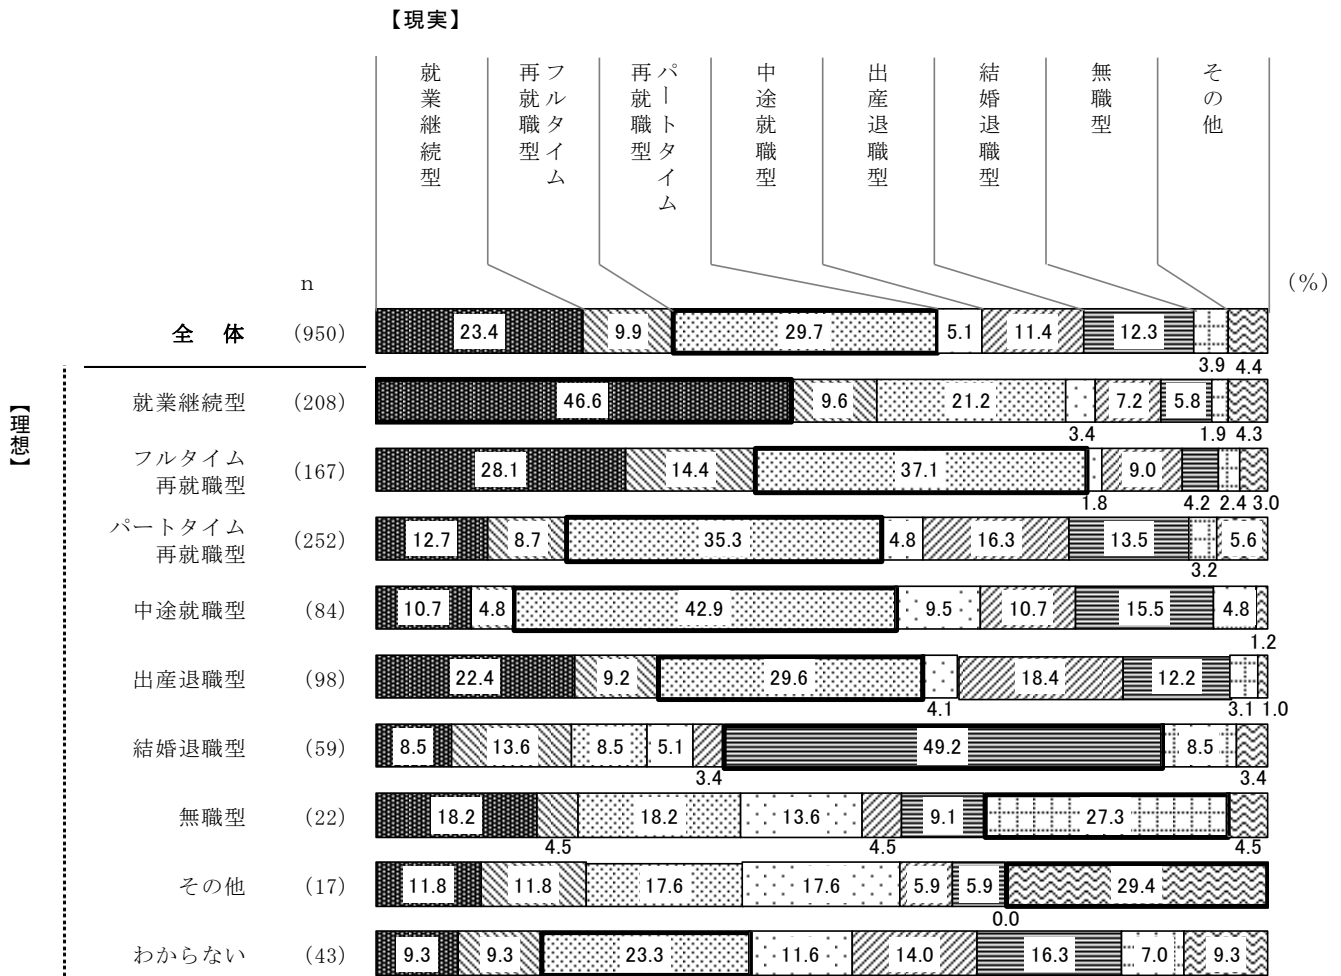 【現実】
就業継続型
フルタイム
再就職型
パートタイム
再就職型
中途就職型
出産退職型
結婚退職型
無職型
その他
n
(%)
全 体 (950) 23.4 9.9 29.7 5.1 11.4 12.3 3.9 4.4
【理想】
就業継続型 (208) 46.6 9.6 21.2 3.4 7.2 5.8 1.9 4.3
フルタイム
再就職型 (167) 28.1 14.4 37.1 1.8 9.0 4.2 2.4 3.0
パートタイム
再就職型 (252) 12.7 8.7 35.3 4.8 16.3 13.5 3.2 5.6
中途就職型 (84) 10.7 4.8 42.9 9.5 10.7 15.5 4.8 1.2
出産退職型 (98) 22.4 9.2 29.6 4.1 18.4 12.2 3.1 1.0
結婚退職型 (59) 8.5 13.6 8.5 5.1 3.4 49.2 8.5 3.4
無職型 (22) 18.2 4.5 18.2 13.6 4.5 9.1 27.3 4.5
その他 (17) 11.8 11.8 17.6 17.6 5.9 5.9 0.0 29.4
わからない (43) 9.3 9.3 23.3 11.6 14.0 16.3 7.0 9.3